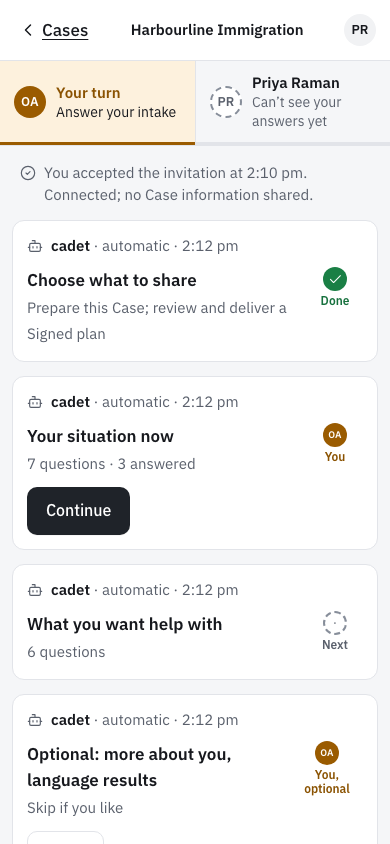 Cases
Harbourline Immigration
PR
OA
Your turn
Answer your intake
PR
Priya Raman
Can't see your
answers yet
You accepted the invitation at 2:10 pm.
Connected; no Case information shared.
cadet · automatic · 2:12 pm
Choose what to share
Prepare this Case; review and deliver a
Signed plan
Done
cadet · automatic · 2:12 pm
Your situation now
7 questions · 3 answered
OA
You
Continue
cadet · automatic · 2:12 pm
What you want help with
6 questions
Next
cadet · automatic · 2:12 pm
Optional: more about you,
language results
Skip if you like
OA
You,
optional